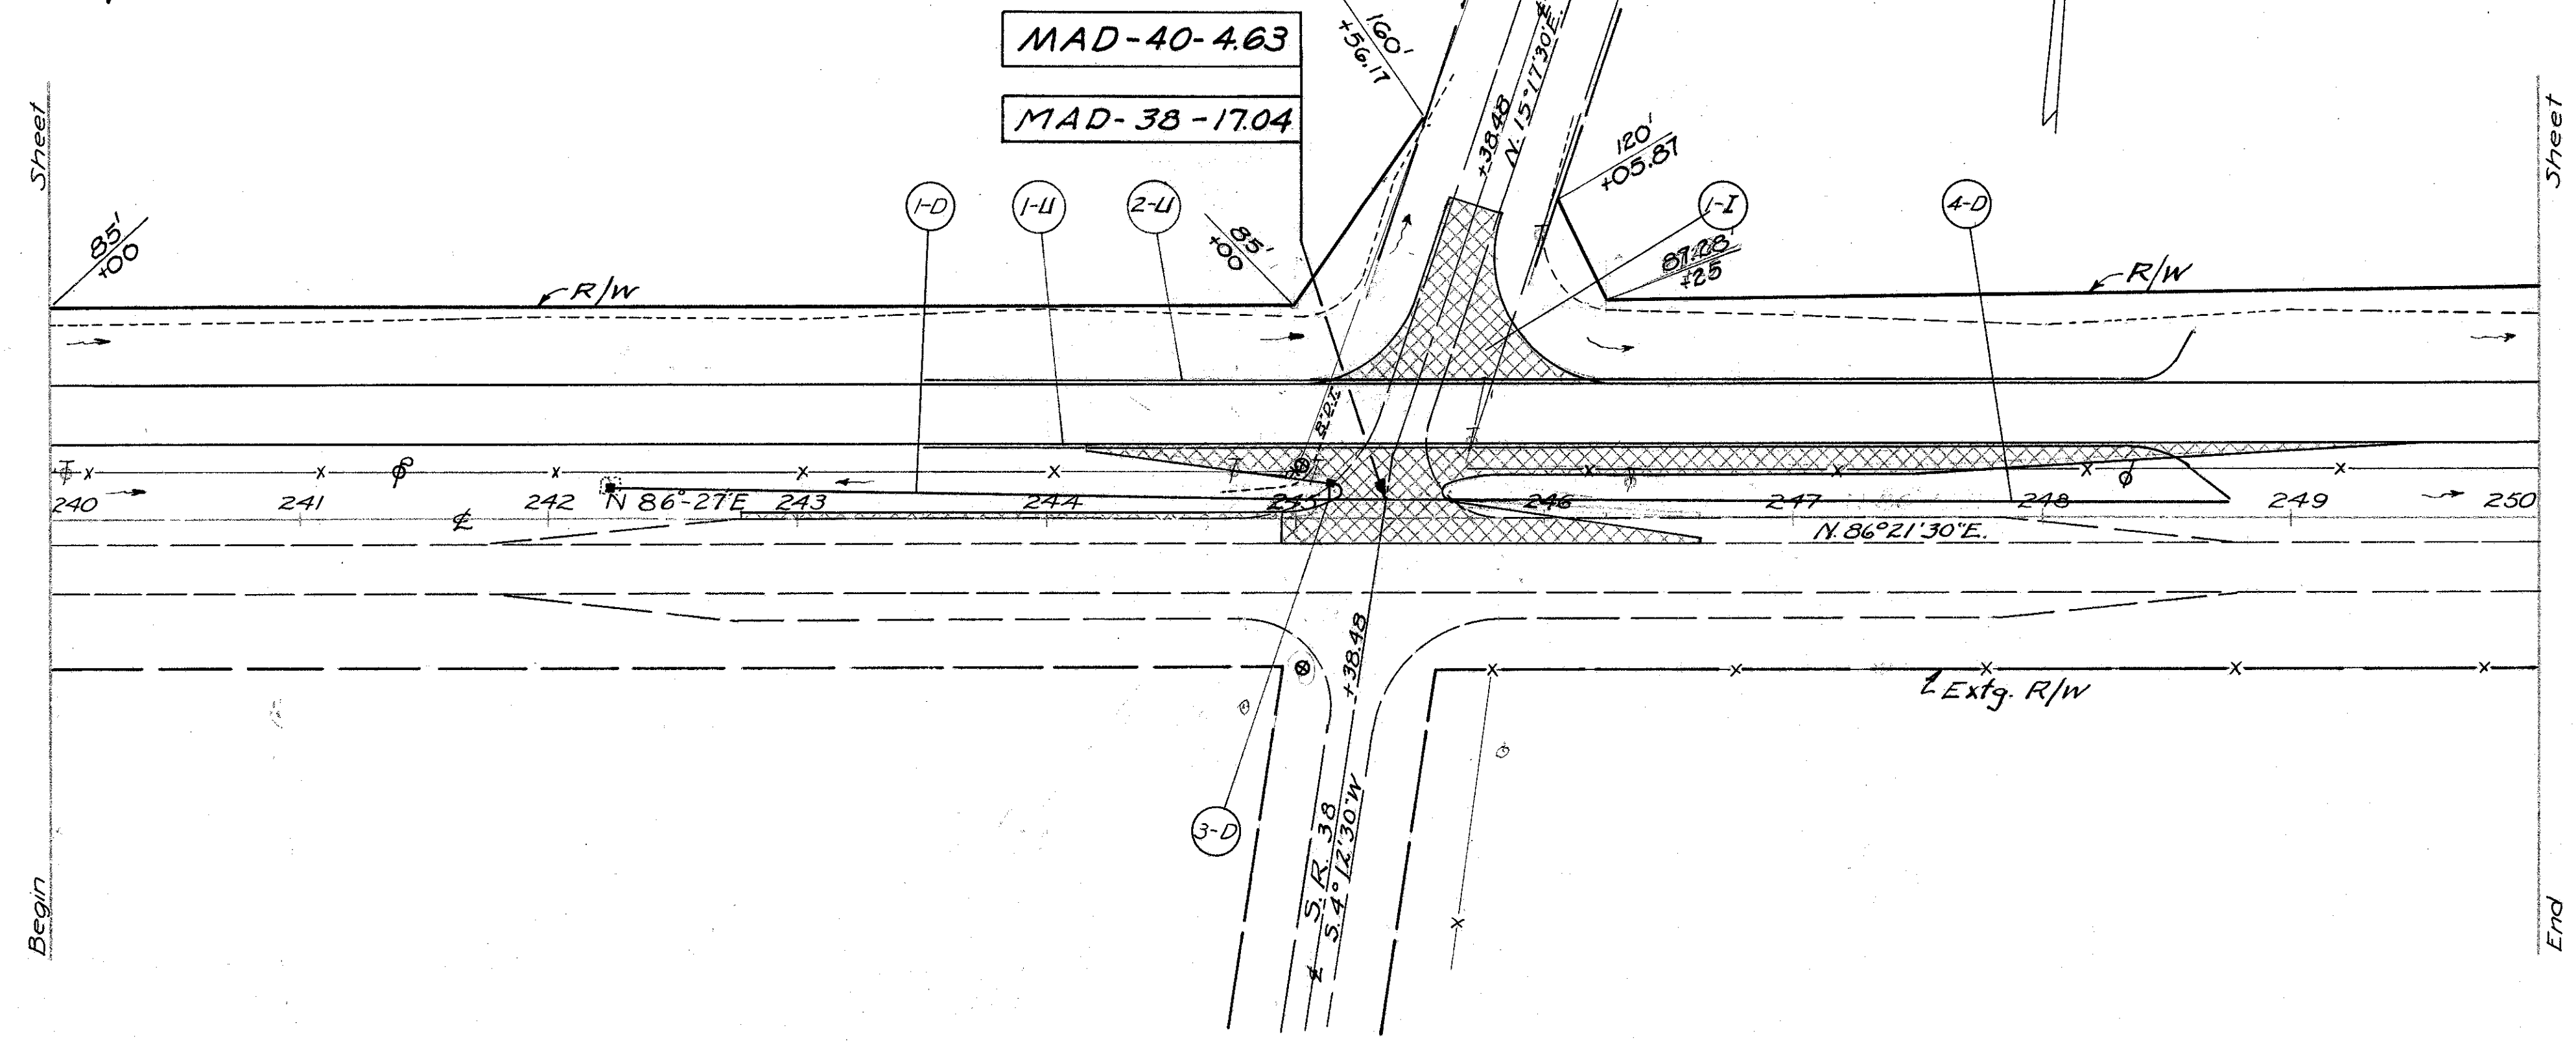 MAD-40-4.63
MAD-38-17.04
160'
+56.17
℄
N. 15°17'30"E.
+38.48
120'
+05.87
Sheet
Sheet
85'
+00
1-D
1-U
2-U
85'
+00
1-I
4-D
87.28'
+25
R/W
R/W
240 241 242 N 86°-27'E 243 244 245 246 247 248 249 250
℄
N. 86°21'30"E.
+38.48
Extg. R/W
3-D
℄ S.R. 38
S. 4°12'30"W
Begin
End